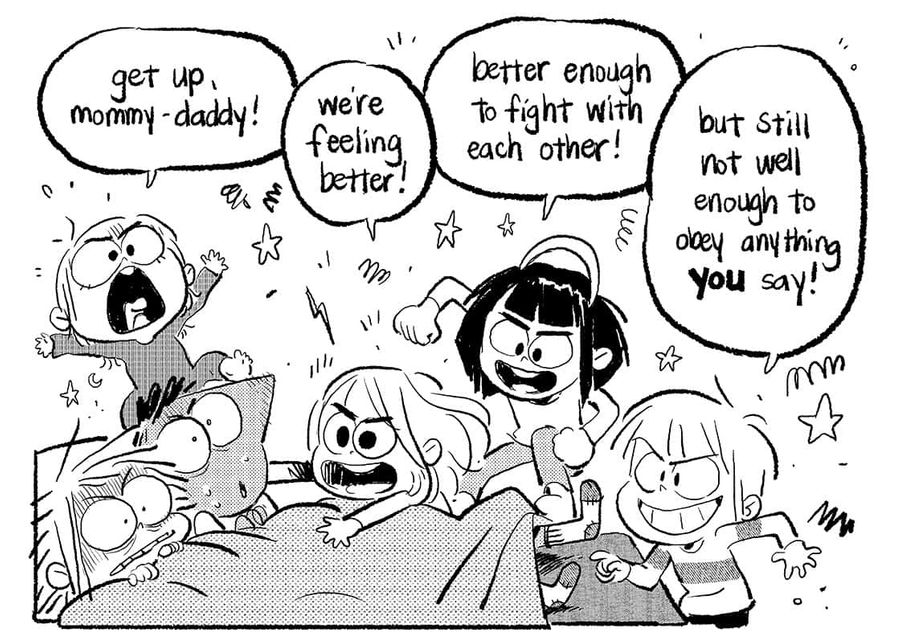 get up,
mommy-daddy!
we're
feeling
better!
better enough
to fight with
each other!
but still
not well
enough to
obey anything
you say!